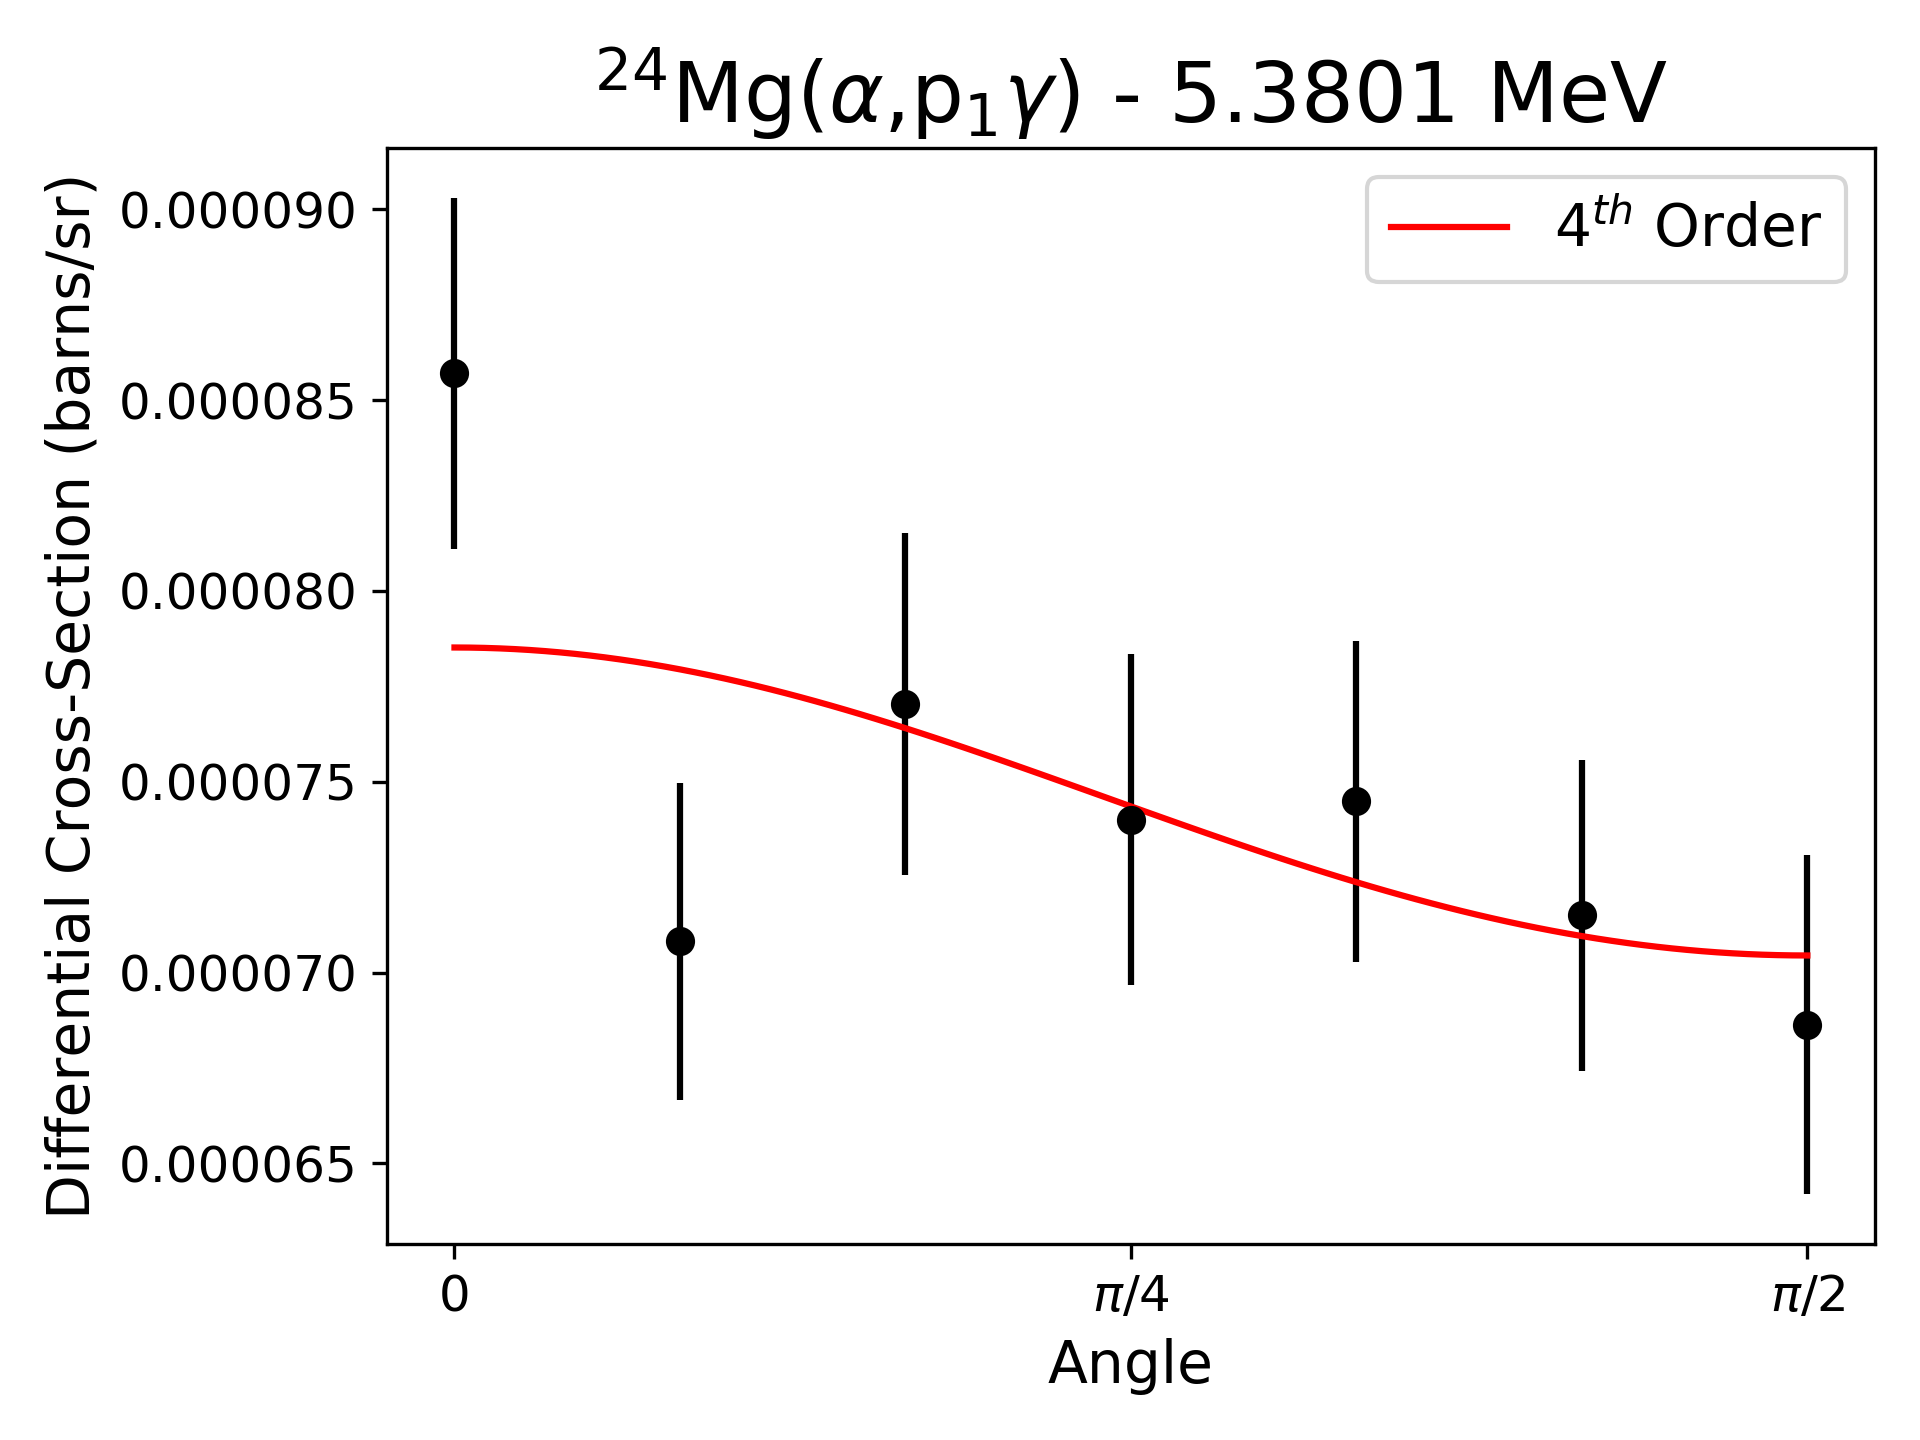 ²⁴Mg(α,p₁γ) - 5.3801 MeV
4ᵗʰ Order
Differential Cross-Section (barns/sr)
0.000090
0.000085
0.000080
0.000075
0.000070
0.000065
0 π/4 π/2
Angle